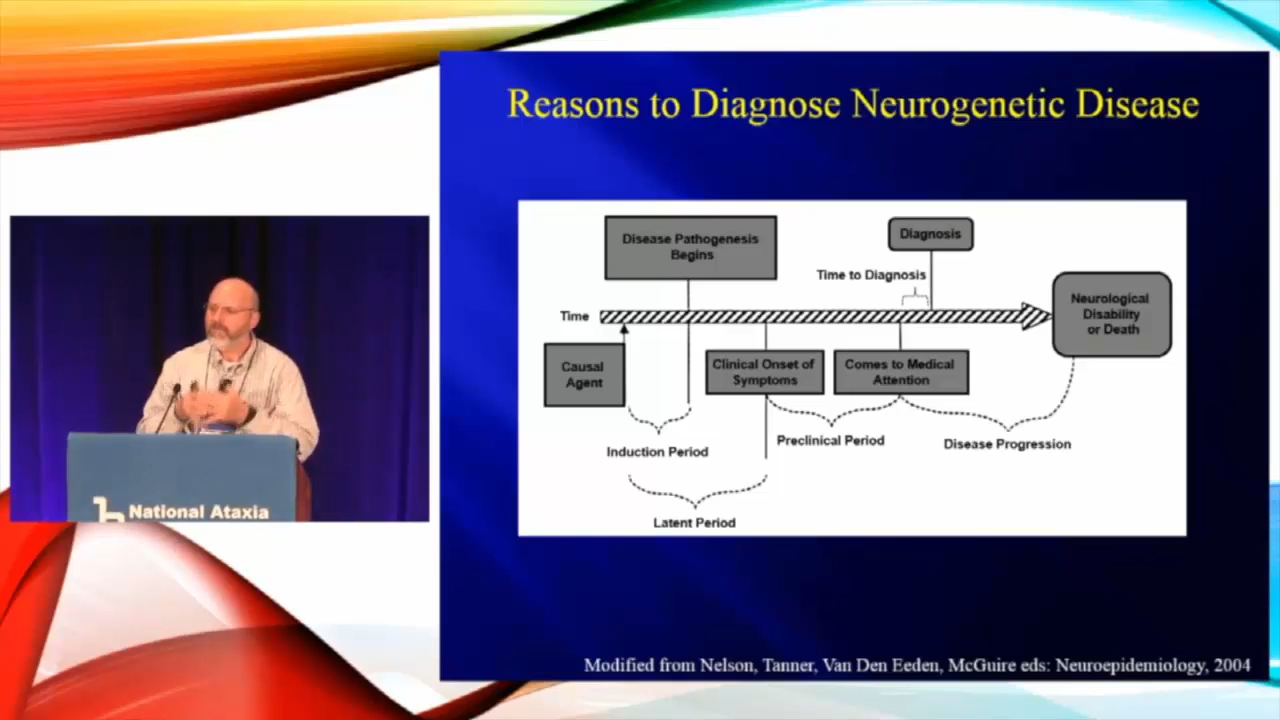 Reasons to Diagnose Neurogenetic Disease
Disease Pathogenesis
Begins
Diagnosis
Time to Diagnosis
Time
Neurological
Disability
or Death
Causal
Agent
Clinical Onset of
Symptoms
Comes to Medical
Attention
Induction Period
Preclinical Period
Disease Progression
Latent Period
National Ataxia
Modified from Nelson, Tanner, Van Den Eeden, McGuire eds: Neuroepidemiology, 2004